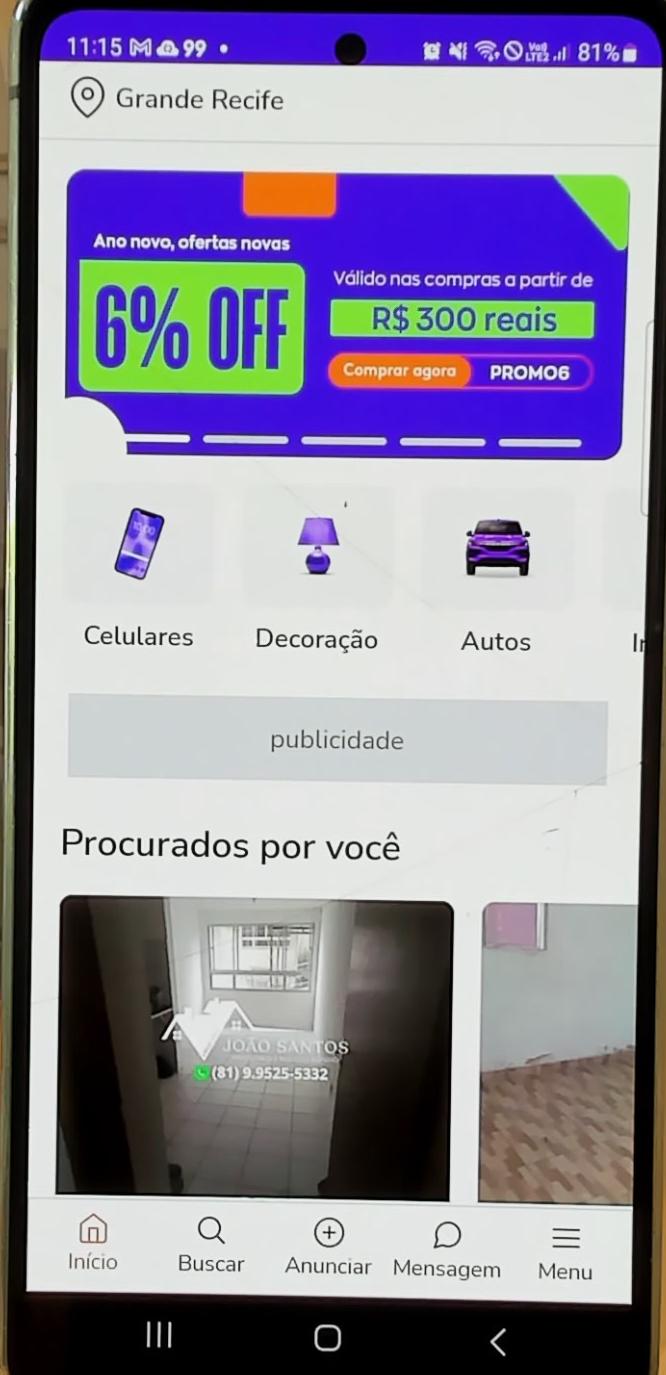 11:15 99 81%
Grande Recife
Ano novo, ofertas novas
6% OFF
Válido nas compras a partir de
R$ 300 reais
Comprar agora PROMO6
Celulares Decoração Autos
publicidade
Procurados por você
JOÃO SANTOS
(81) 9.9525-5332
Início Buscar Anunciar Mensagem Menu